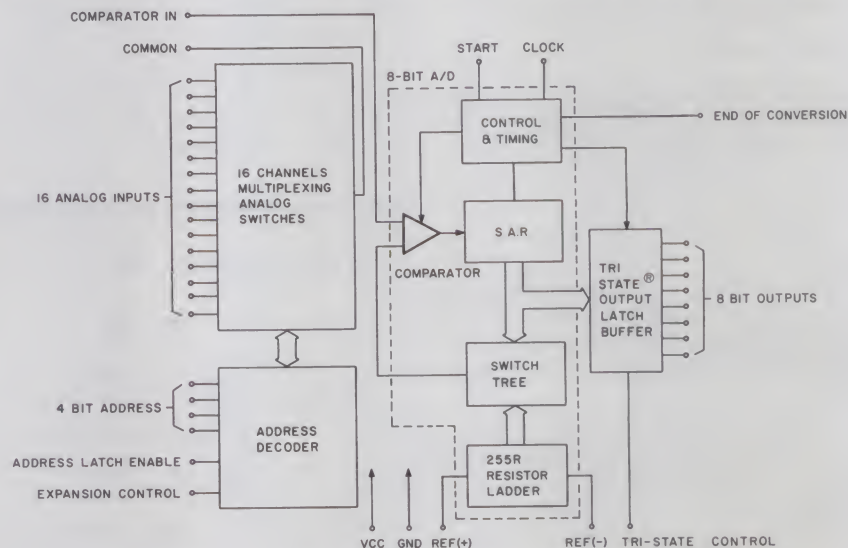 COMPARATOR IN
COMMON
START
CLOCK
8-BIT A/D
CONTROL
& TIMING
END OF CONVERSION
16 ANALOG INPUTS
16 CHANNELS
MULTIPLEXING
ANALOG
SWITCHES
S.A.R
COMPARATOR
TRI
STATE®
OUTPUT
LATCH
BUFFER
8 BIT OUTPUTS
SWITCH
TREE
4 BIT ADDRESS
ADDRESS
DECODER
ADDRESS LATCH ENABLE
EXPANSION CONTROL
255R
RESISTOR
LADDER
VCC
GND
REF(+)
REF(-)
TRI-STATE CONTROL